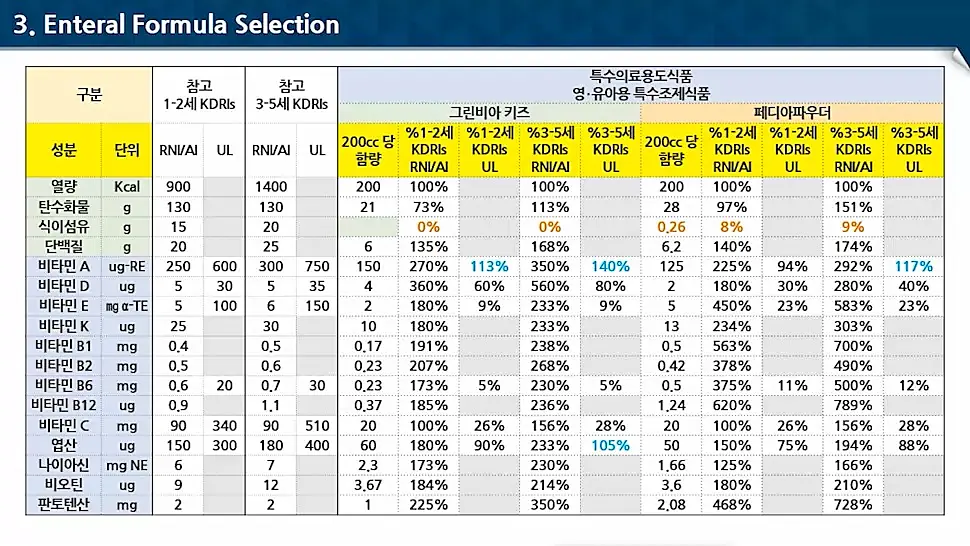 3. Enteral Formula Selection
구분 참고 1-2세 KDRIs 참고 3-5세 KDRIs 특수의료용도식품 영·유아용 특수조제식품
그린비아 키즈 페디아파우더
성분 단위 RNI/AI UL RNI/AI UL 200cc 당 함량 %1-2세 KDRIs RNI/AI %1-2세 KDRIs UL %3-5세 KDRIs RNI/AI %3-5세 KDRIs UL 200cc 당 함량 %1-2세 KDRIs RNI/AI %1-2세 KDRIs UL %3-5세 KDRIs RNI/AI %3-5세 KDRIs UL
열량 Kcal 900 1400 200 100% 100% 200 100% 100%
탄수화물 g 130 130 21 73% 113% 28 97% 151%
식이섬유 g 15 20 0% 0% 0.26 8% 9%
단백질 g 20 25 6 135% 168% 6.2 140% 174%
비타민 A ug-RE 250 600 300 750 150 270% 113% 350% 140% 125 225% 94% 292% 117%
비타민 D ug 5 30 5 35 4 360% 60% 560% 80% 2 180% 30% 280% 40%
비타민 E mg α-TE 5 100 6 150 2 180% 9% 233% 9% 5 450% 23% 583% 23%
비타민 K ug 25 30 10 180% 233% 13 234% 303%
비타민 B1 mg 0.4 0.5 0.17 191% 238% 0.5 563% 700%
비타민 B2 mg 0.5 0.6 0.23 207% 268% 0.42 378% 490%
비타민 B6 mg 0.6 20 0.7 30 0.23 173% 5% 230% 5% 0.5 375% 11% 500% 12%
비타민 B12 ug 0.9 1.1 0.37 185% 236% 1.24 620% 789%
비타민 C mg 90 340 90 510 20 100% 26% 156% 28% 20 100% 26% 156% 28%
엽산 ug 150 300 180 400 60 180% 90% 233% 105% 50 150% 75% 194% 88%
나이아신 mg NE 6 7 2.3 173% 230% 1.66 125% 166%
비오틴 ug 9 12 3.67 184% 214% 3.6 180% 210%
판토텐산 mg 2 2 1 225% 350% 2.08 468% 728%